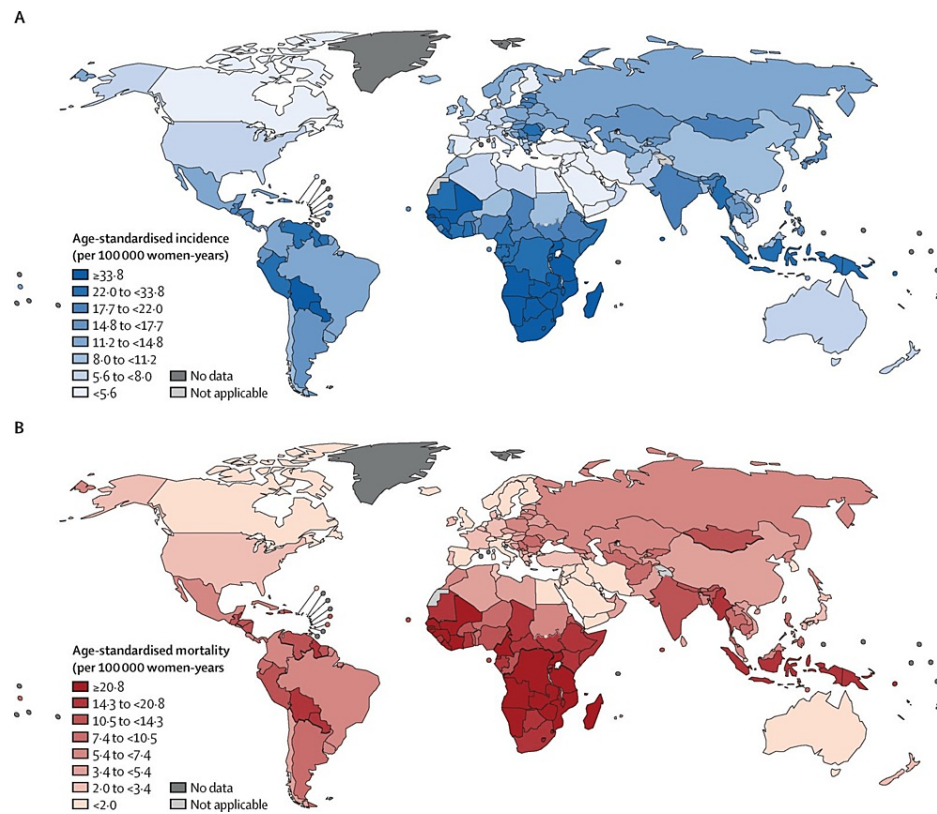 A
Age-standardised incidence
(per 100 000 women-years)
≥33·8
22·0 to <33·8
17·7 to <22·0
14·8 to <17·7
11·2 to <14·8
8·0 to <11·2
5·6 to <8·0
<5·6
No data
Not applicable
B
Age-standardised mortality
(per 100 000 women-years
≥20·8
14·3 to <20·8
10·5 to <14·3
7·4 to <10·5
5·4 to <7·4
3·4 to <5·4
2·0 to <3·4
<2·0
No data
Not applicable